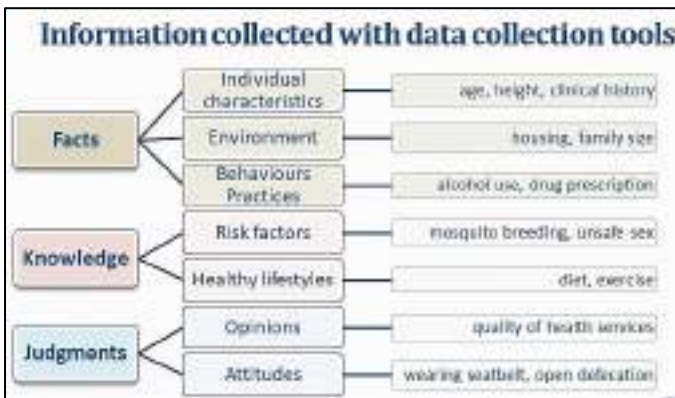 Information collected with data collection tools
Facts
Individual
characteristics
age, height, clinical history
Environment
housing, family size
Behaviours
Practices
alcohol use, drug prescription
Knowledge
Risk factors
mosquito breeding, unsafe sex
Healthy lifestyles
diet, exercise
Judgments
Opinions
quality of health services
Attitudes
wearing seatbelt, open defecation